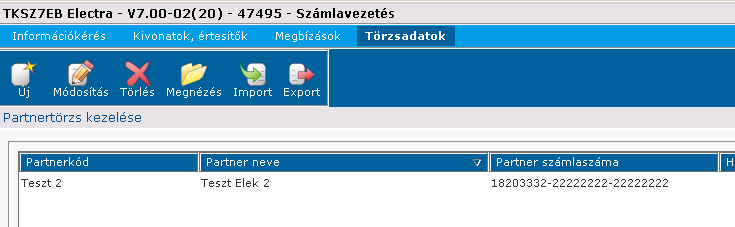 TKSZ7EB Electra - V7.00-02(20) - 47495 - Számlavezetés
Információkérés Kivonatok, értesítők Megbízások Törzsadatok
Új Módosítás Törlés Megnézés Import Export
Partnertörzs kezelése
Partnerkód Partner neve Partner számlaszáma H
Teszt 2 Teszt Elek 2 18203332-22222222-22222222